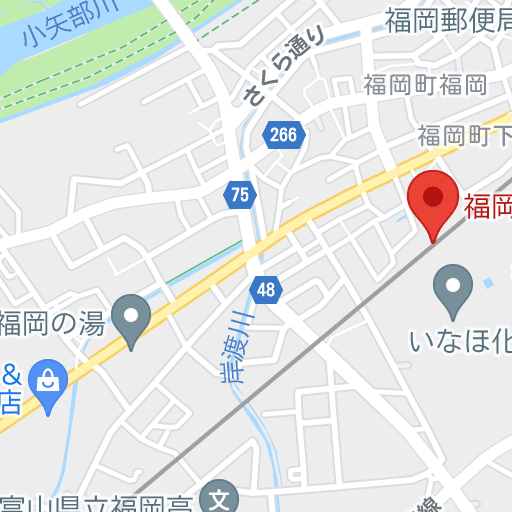 小矢部川
福岡郵便局
さくら通り
福岡町福岡
266
福岡町下
75
福岡
48
福岡の湯
岸渡川
いなほ化
&
店
富山県立福岡高
文
線